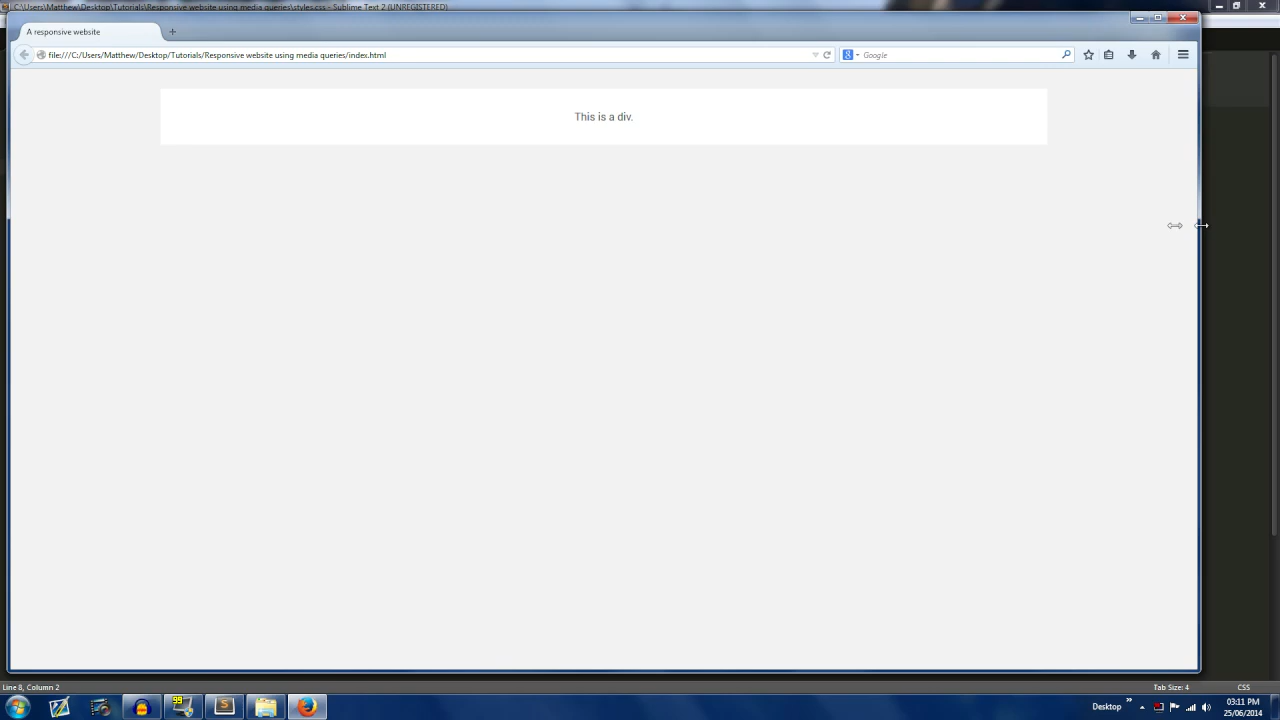 C:\Users\Matthew\Desktop\Tutorials\Responsive website using media queries\styles.css - Sublime Text 2 (UNREGISTERED)
A responsive website
file:///C:/Users/Matthew/Desktop/Tutorials/Responsive website using media queries/index.html
Google
This is a div.
Line 8, Column 2
Tab Size: 4
CSS
99
Desktop
03:11 PM
25/06/2014